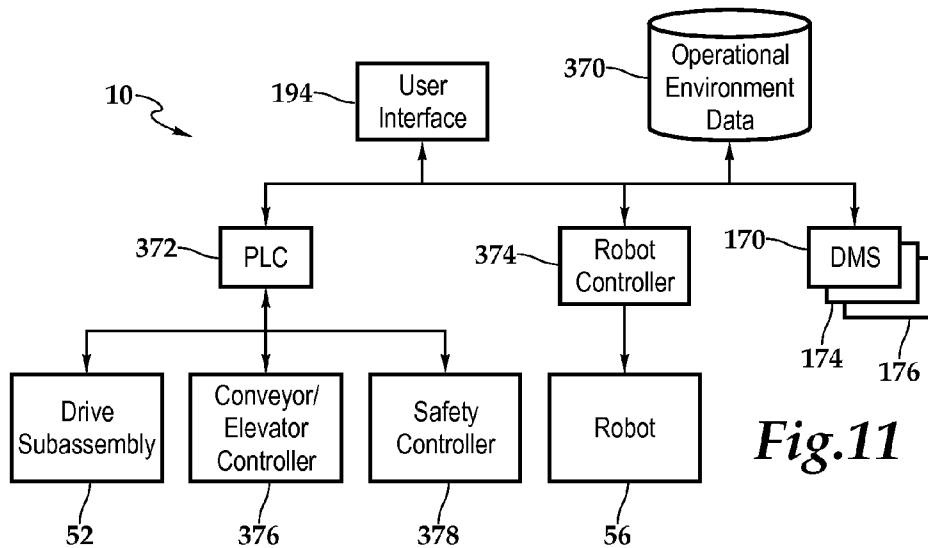 10
194
User
Interface
370
Operational
Environment
Data
372
PLC
374
Robot
Controller
170
DMS
174
176
Drive
Subassembly
Conveyor/
Elevator
Controller
Safety
Controller
Robot
52
376
378
56
Fig.11